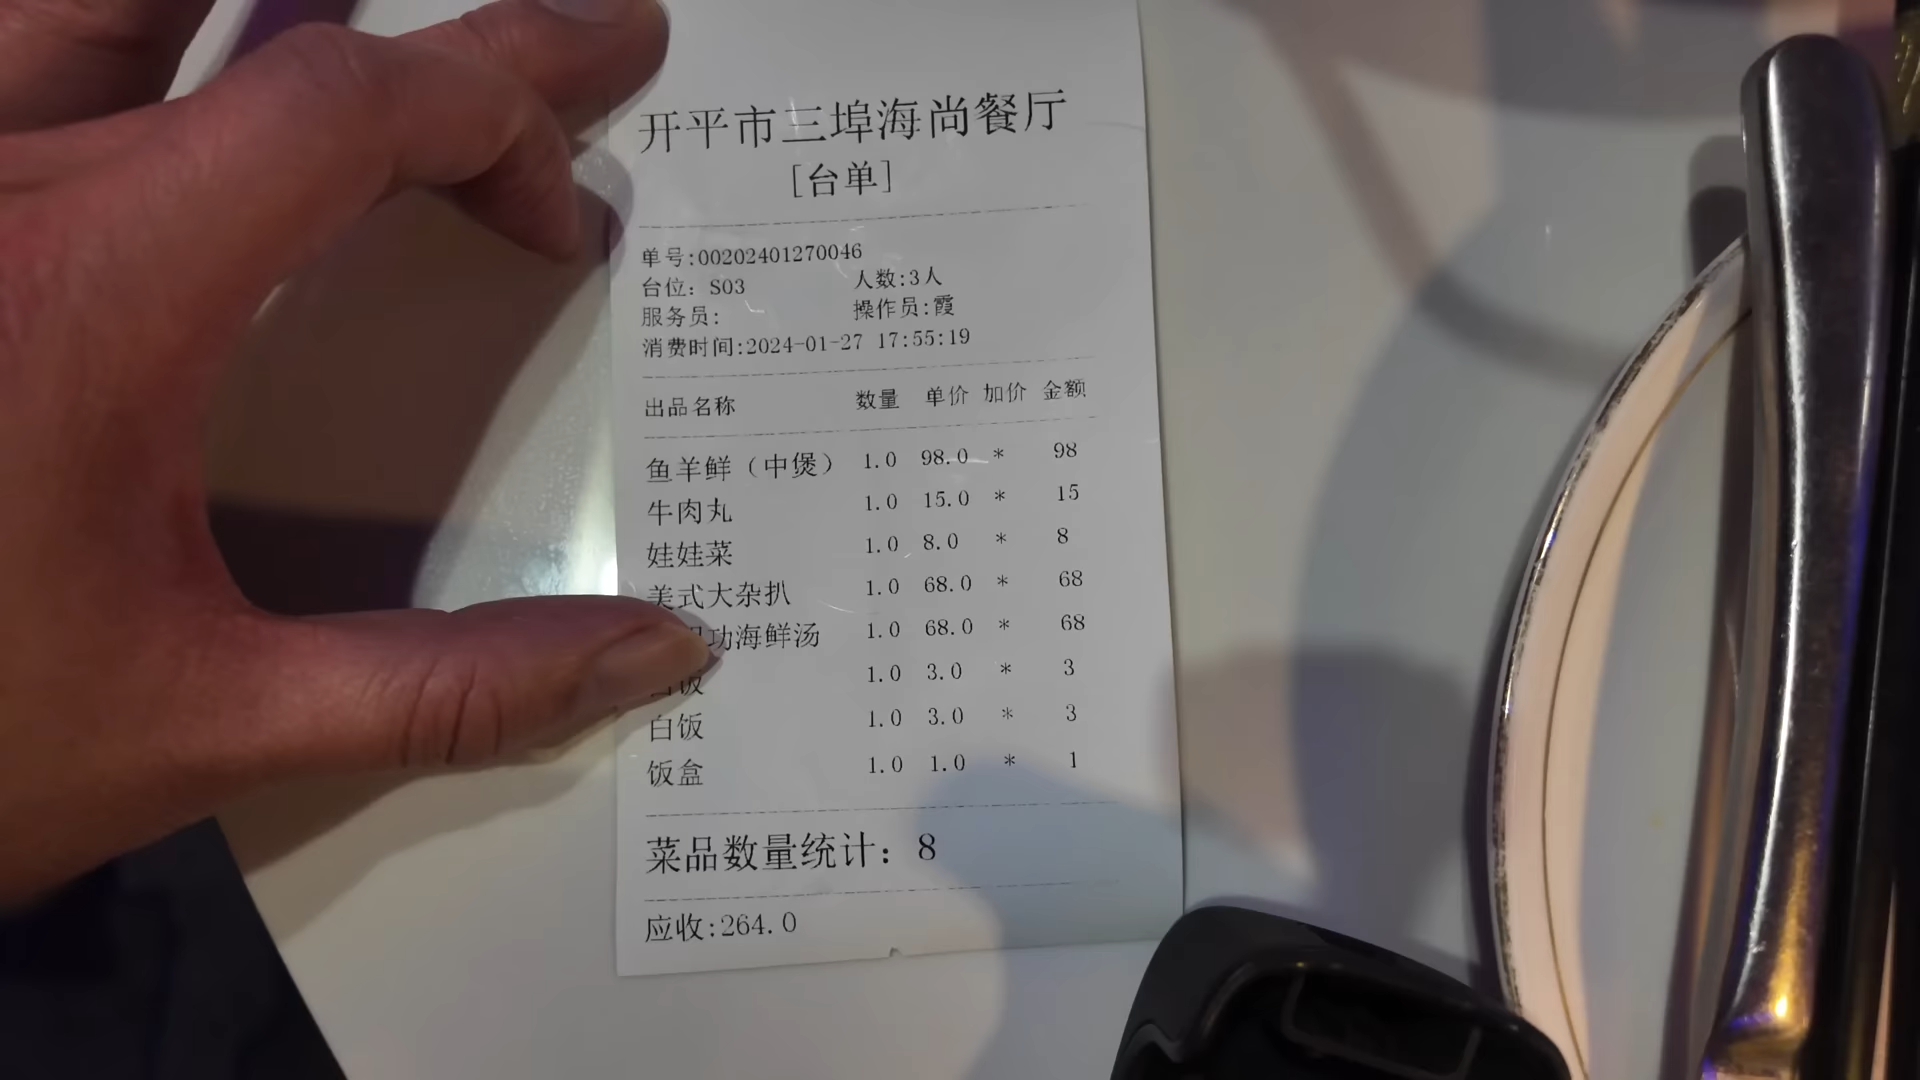 开平市三埠海尚餐厅
[台单]
单号:00202401270046
台位: S03 人数:3人
服务员: 操作员:霞
消费时间:2024-01-27 17:55:19
出品名称 数量 单价 加价 金额
鱼羊鲜（中煲） 1.0 98.0 * 98
牛肉丸 1.0 15.0 * 15
娃娃菜 1.0 8.0 * 8
美式大杂扒 1.0 68.0 * 68
功海鲜汤 1.0 68.0 * 68
白饭 1.0 3.0 * 3
白饭 1.0 3.0 * 3
饭盒 1.0 1.0 * 1
菜品数量统计: 8
应收:264.0